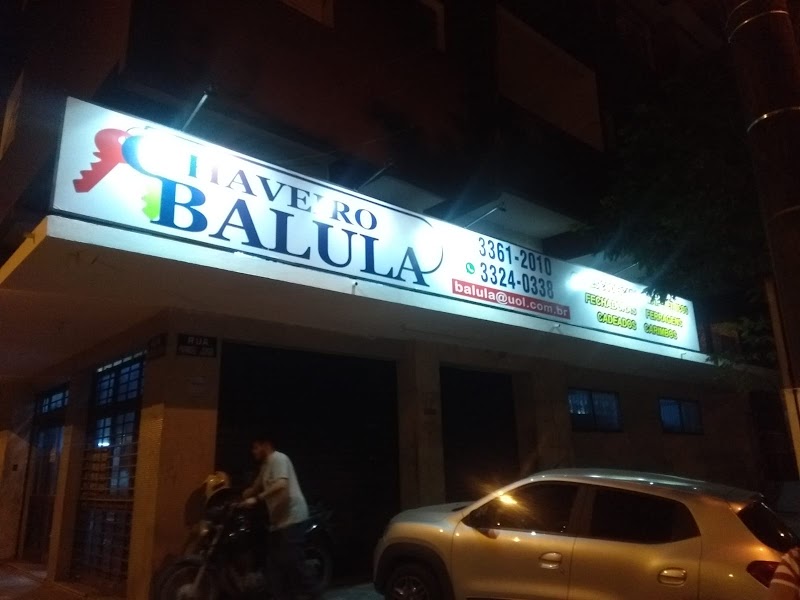 CHAVEIRO
BALULA
3361-2010
3324-0338
balula@uol.com.br
FECHADURAS FERRAGENS
CADEADOS CARIMBOS
RUA